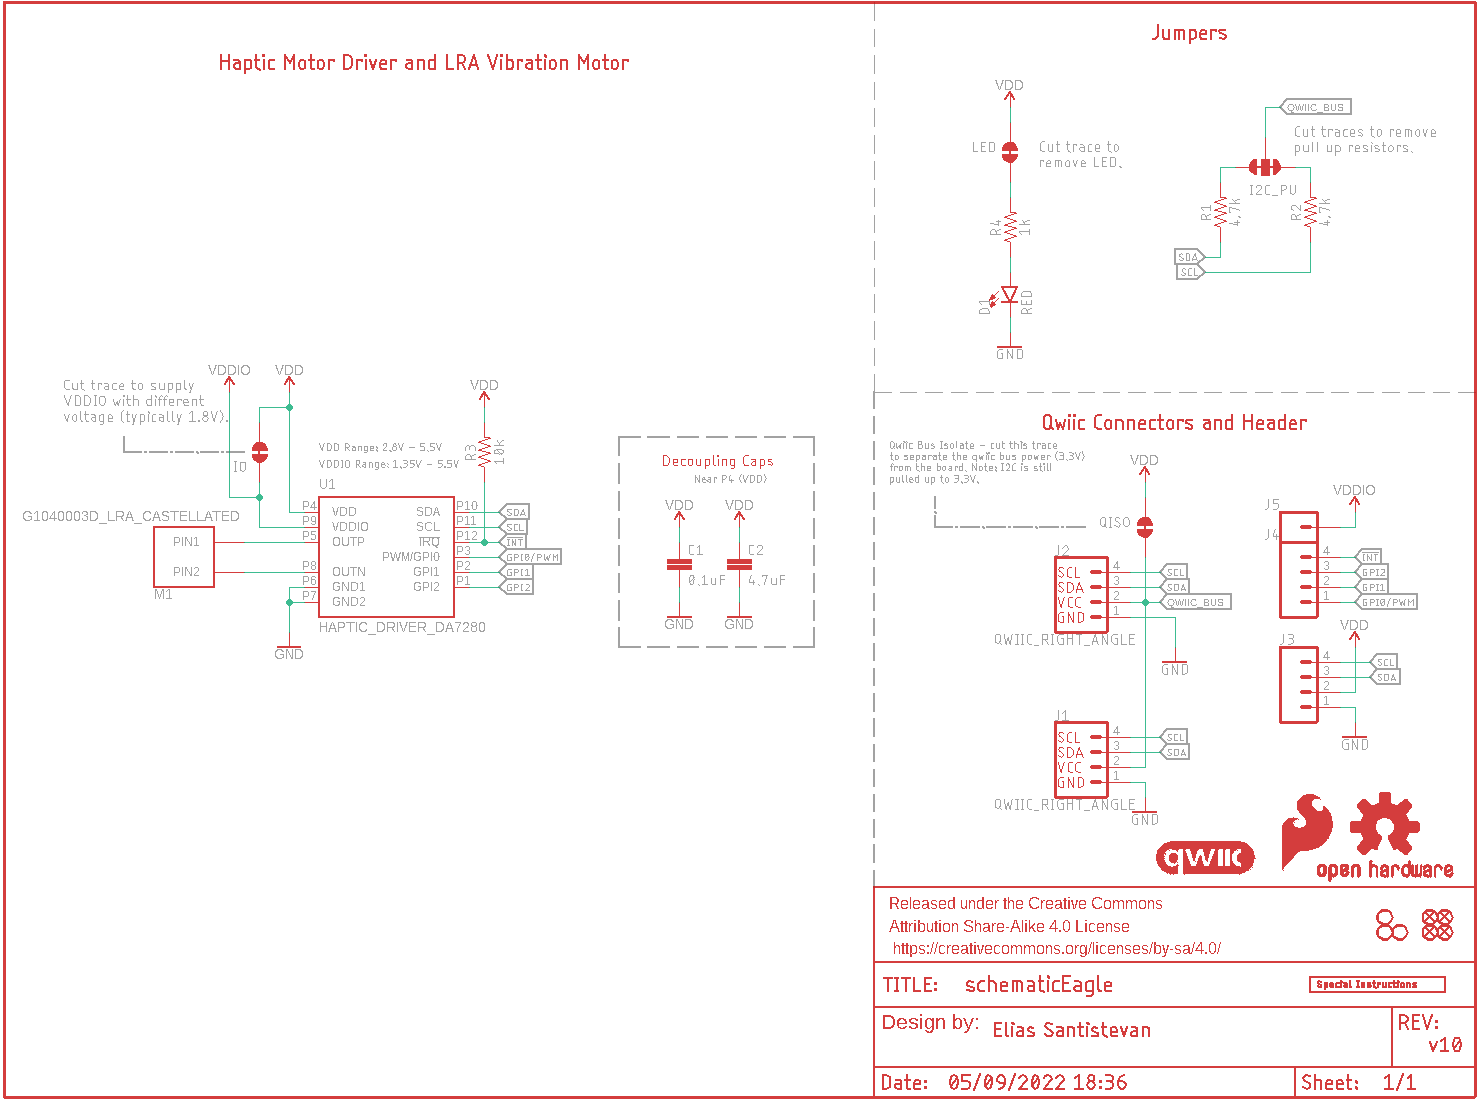 Haptic Motor Driver and LRA Vibration Motor
VDDIO
VDD
Cut trace to supply
VDDIO with different
voltage (typically 1.8V).
IO
VDD Range: 2.8V - 5.5V
VDDIO Range: 1.35V - 5.5V
VDD
R3
10k
U1
G1040003D_LRA_CASTELLATED
PIN1
PIN2
M1
P4
P9
P5
P8
P6
P7
VDD
VDDIO
OUTP
OUTN
GND1
GND2
SDA
SCL
IRQ
PWM/GPI0
GPI1
GPI2
P10
P11
P12
P3
P2
P1
SDA
SCL
INT
GPI0/PWM
GPI1
GPI2
HAPTIC_DRIVER_DA7280
GND
Decoupling Caps
Near P4 (VDD)
VDD
VDD
C1
0.1uF
C2
4.7uF
GND
GND
Jumpers
VDD
LED
Cut trace to
remove LED.
R4
1k
D1
RED
GND
QWIIC_BUS
Cut traces to remove
pull up resistors.
I2C_PU
R1
4.7k
R2
4.7k
SDA
SCL
Qwiic Connectors and Header
Qwiic Bus Isolate - cut this trace
to separate the qwiic bus power (3.3V)
from the board. Note: I2C is still
pulled up to 3.3V.
VDD
QISO
J2
SCL
SDA
VCC
GND
4
3
2
1
SCL
SDA
QWIIC_BUS
QWIIC_RIGHT_ANGLE
GND
J1
SCL
SDA
VCC
GND
4
3
2
1
SCL
SDA
QWIIC_RIGHT_ANGLE
GND
VDDIO
J5
J4
4
3
2
1
INT
GPI2
GPI1
GPI0/PWM
VDD
J3
4
3
2
1
SCL
SDA
GND
qwiic
open hardware
Released under the Creative Commons
Attribution Share-Alike 4.0 License
https://creativecommons.org/licenses/by-sa/4.0/
TITLE: schematicEagle
Special Instructions
Design by: Elias Santistevan
REV:
v10
Date: 05/09/2022 18:36
Sheet: 1/1